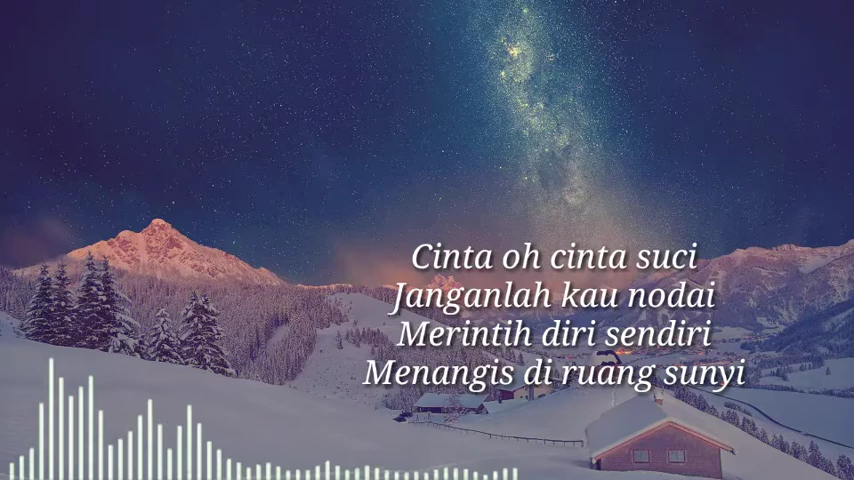 Cinta oh cinta suci
Janganlah kau nodai
Merintih diri sendiri
Menangis di ruang sunyi